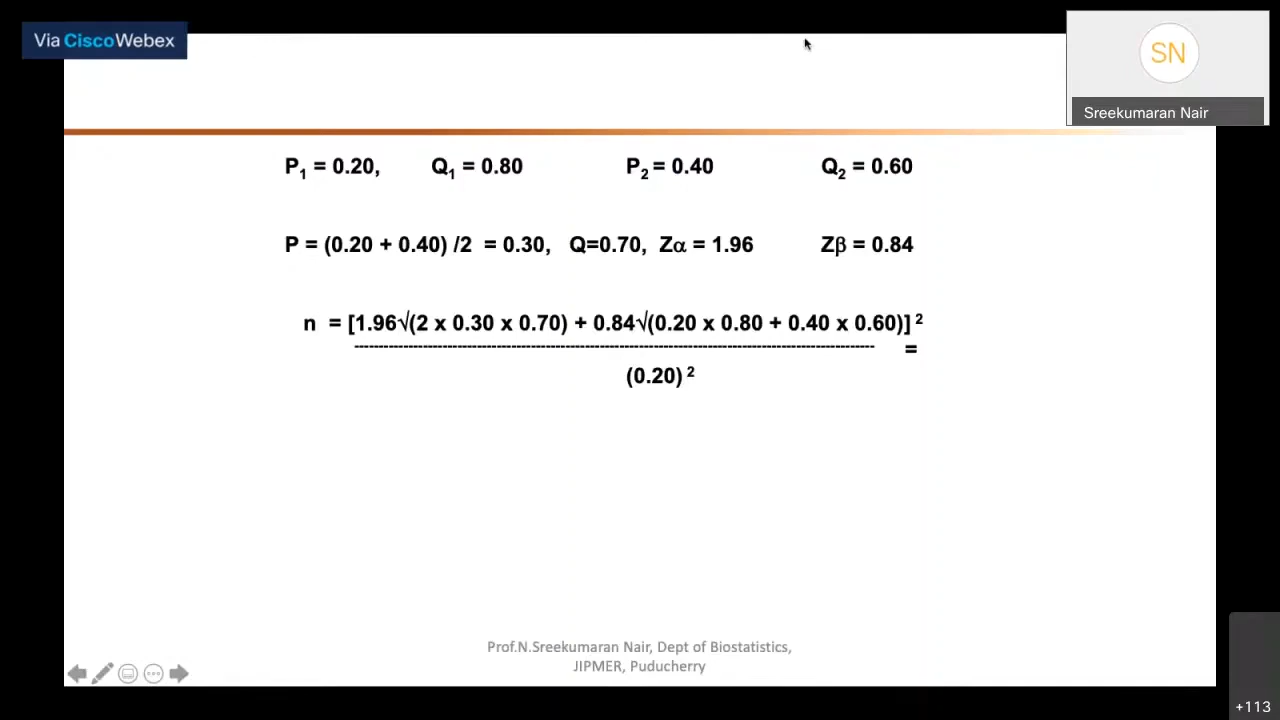 Via Cisco Webex
SN
Sreekumaran Nair
P₁ = 0.20, Q₁ = 0.80 P₂ = 0.40 Q₂ = 0.60
P = (0.20 + 0.40) /2 = 0.30, Q=0.70, Zα = 1.96 Zβ = 0.84
n = [1.96√(2 x 0.30 x 0.70) + 0.84√(0.20 x 0.80 + 0.40 x 0.60)] ²
=
(0.20) ²
Prof.N.Sreekumaran Nair, Dept of Biostatistics,
JIPMER, Puducherry
+113